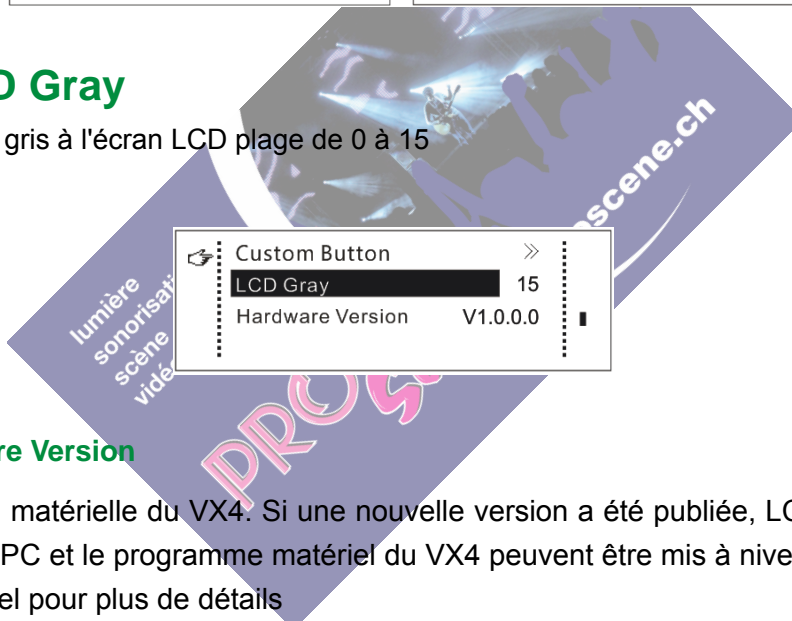 D Gray
gris à l'écran LCD plage de 0 à 15
scene.ch
Custom Button »
LCD Gray 15
Hardware Version V1.0.0.0
lumière
sonorisati
scène
vidé
PRO
re Version
matérielle du VX4. Si une nouvelle version a été publiée, LC
PC et le programme matériel du VX4 peuvent être mis à nive
el pour plus de détails